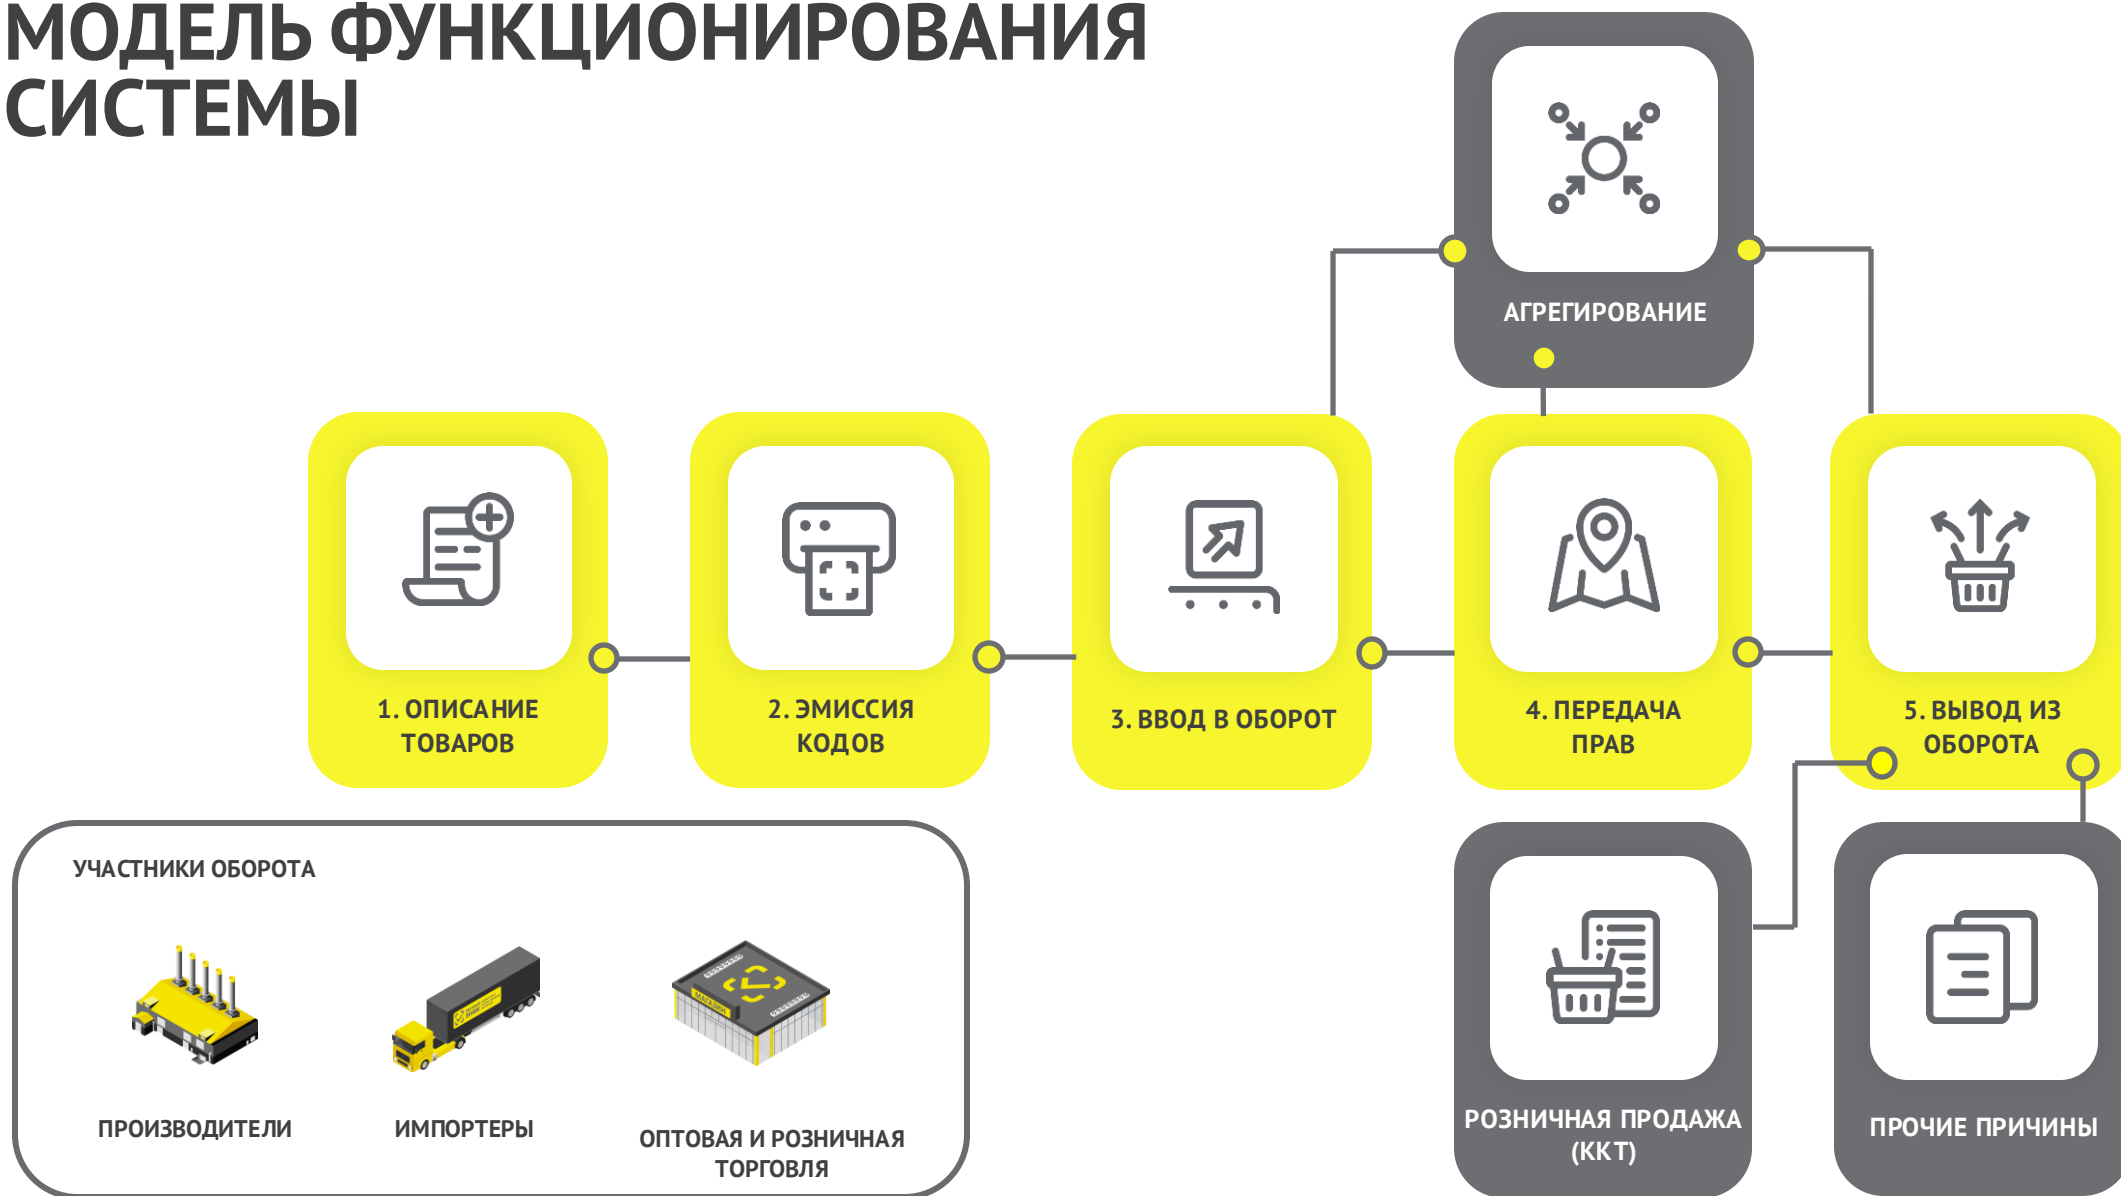 МОДЕЛЬ ФУНКЦИОНИРОВАНИЯ
СИСТЕМЫ
АГРЕГИРОВАНИЕ
1. ОПИСАНИЕ
ТОВАРОВ
2. ЭМИССИЯ
КОДОВ
3. ВВОД В ОБОРОТ
4. ПЕРЕДАЧА
ПРАВ
5. ВЫВОД ИЗ
ОБОРОТА
УЧАСТНИКИ ОБОРОТА
МАГАЗИН
ПРОИЗВОДИТЕЛИ
ИМПОРТЕРЫ
ОПТОВАЯ И РОЗНИЧНАЯ
ТОРГОВЛЯ
РОЗНИЧНАЯ ПРОДАЖА
(ККТ)
ПРОЧИЕ ПРИЧИНЫ